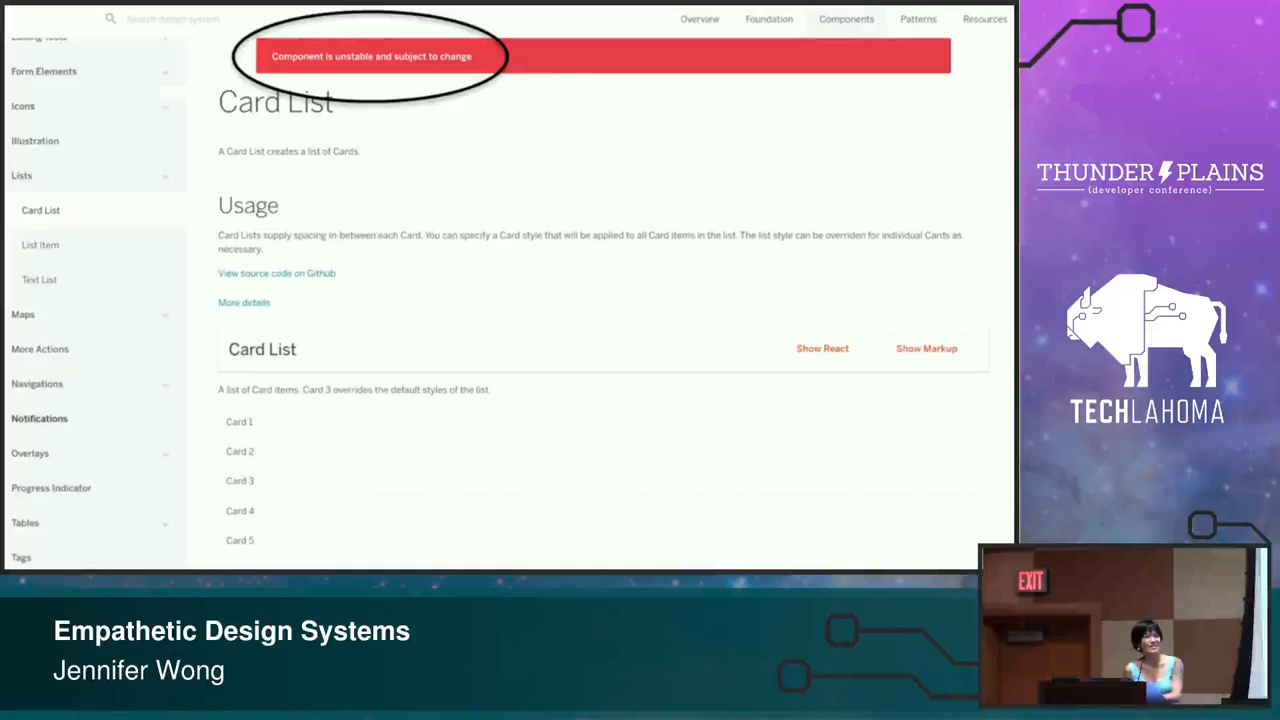 Search design system
Overview
Foundation
Components
Patterns
Resources
Editing Tools
Form Elements
Icons
Illustration
Lists
Card List
List Item
Text List
Maps
More Actions
Navigations
Notifications
Overlays
Progress Indicator
Tables
Tags
Component is unstable and subject to change
Card List
A Card List creates a list of Cards.
Usage
Card Lists supply spacing in-between each Card. You can specify a Card style that will be applied to all Card items in the list. The list style can be overriden for individual Cards as
necessary.
View source code on Github
More details
Card List
Show React
Show Markup
A list of Card items. Card 3 overrides the default styles of the list.
Card 1
Card 2
Card 3
Card 4
Card 5
THUNDER PLAINS
{developer conference}
TECHLAHOMA
EXIT
Empathetic Design Systems
Jennifer Wong